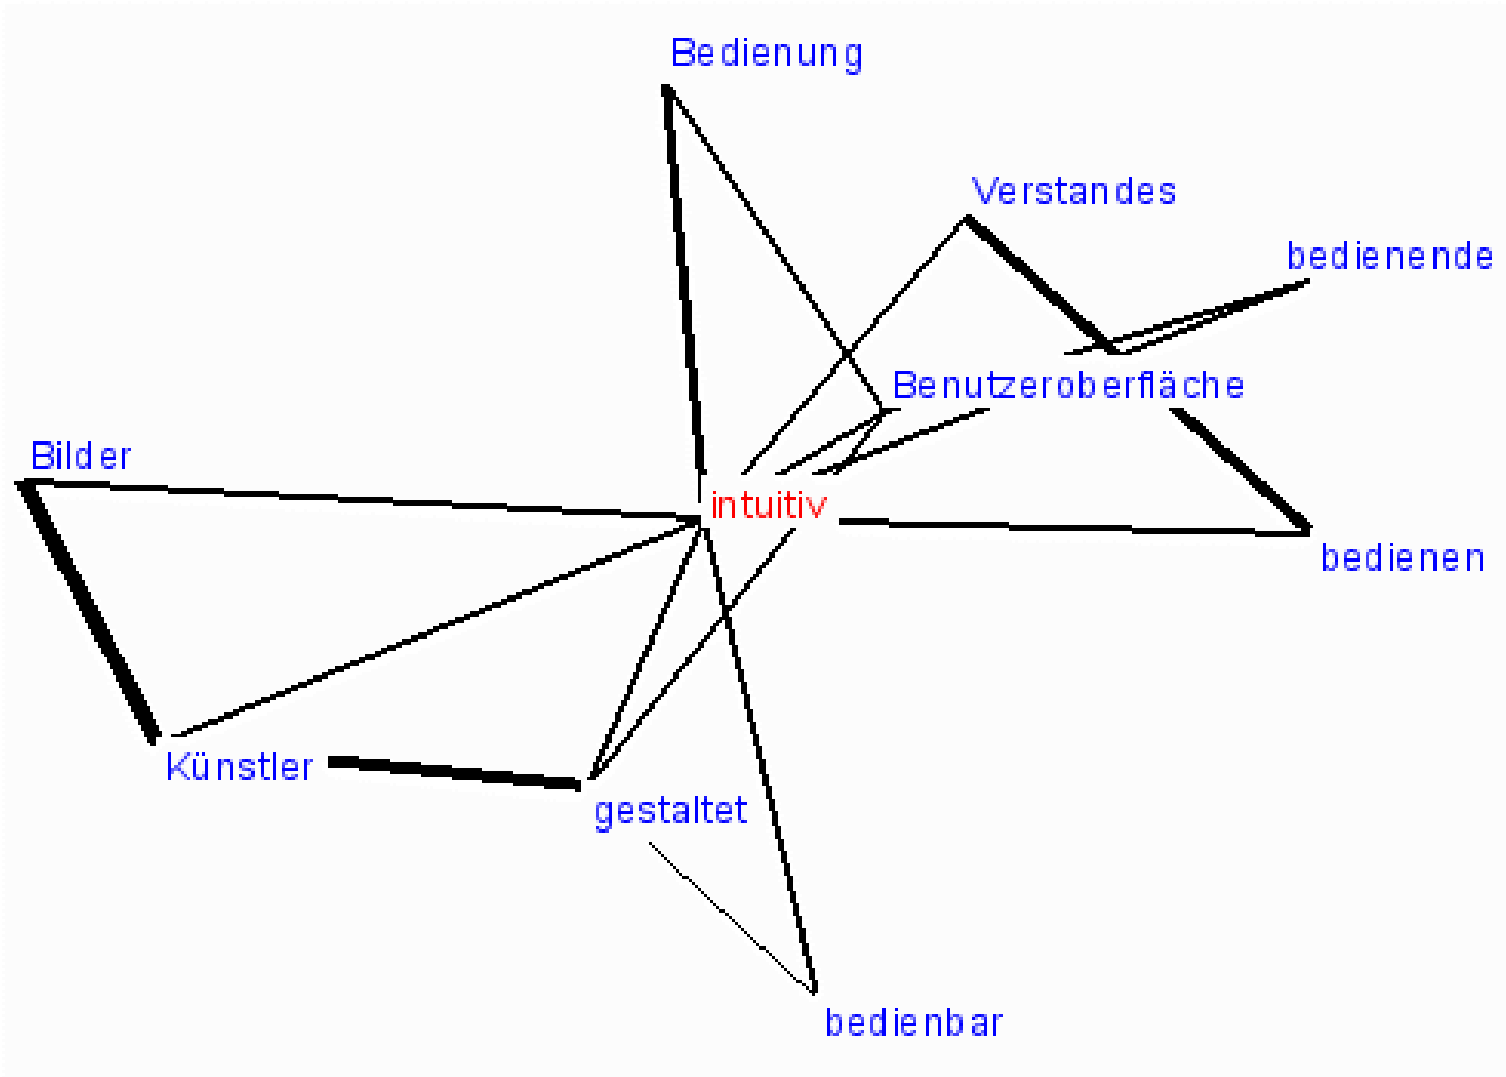 Bedienung
Verstandes
bedienende
Benutzeroberfläche
Bilder
intuitiv
bedienen
Künstler
gestaltet
bedienbar